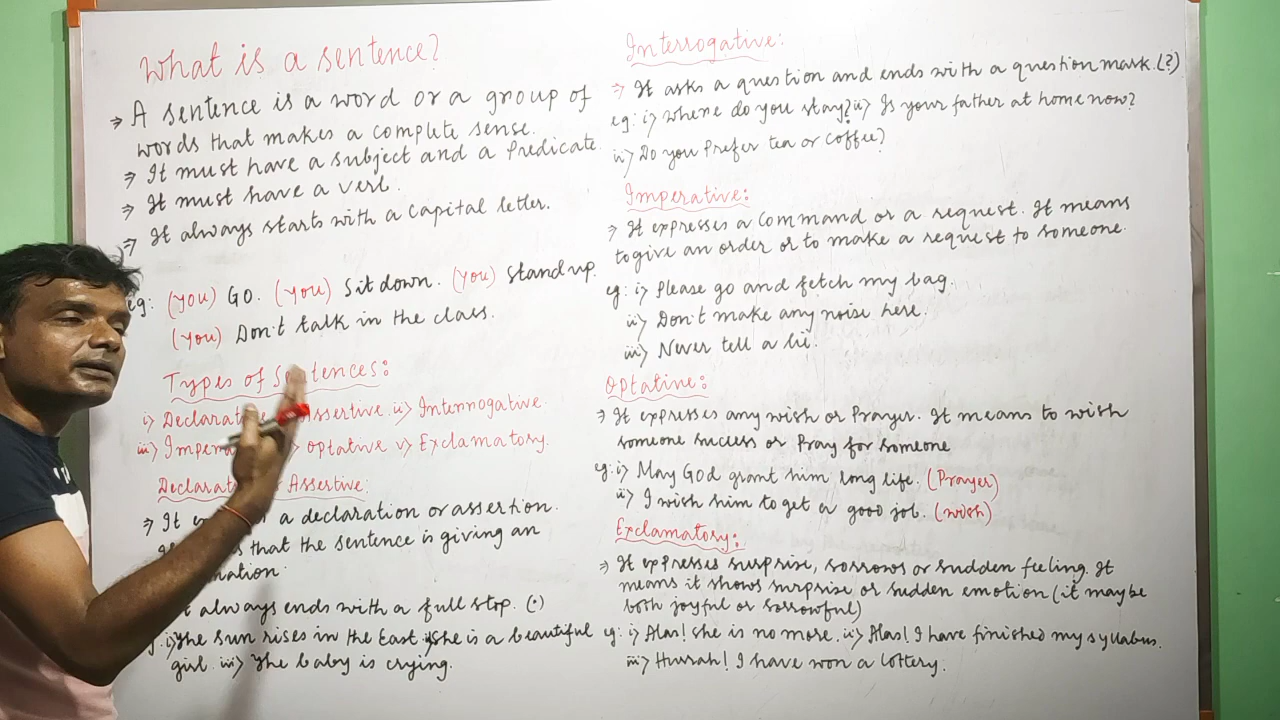 What is a sentence?
⇒ A sentence is a word or a group of
words that makes a complete sense.
⇒ It must have a subject and a Predicate.
⇒ It must have a verb.
⇒ It always starts with a Capital letter.
eg: (You) GO. (You) Sit down. (You) Stand up.
(You) Don't talk in the class.
Types of Sentences:
i) Assertive. ii) Interrogative.
iii) Optative v) Exclamatory.
Assertive:
⇒ It a declaration or assertion.
that the sentence is giving an
always ends with a full stop. (.)
i) The Sun rises in the East. She is a beautiful
girl. iii) The baby is crying.
Interrogative:
⇒ It asks a question and ends with a question mark.(?)
eg: i) Where do you stay? ii) Is your father at home now?
ii) Do you Prefer tea or Coffee?
Imperative:
⇒ It expresses a Command or a request. It means
to give an order or to make a request to someone.
eg: i) Please go and fetch my bag.
ii) Don't make any noise here.
iii) Never tell a lie.
Optative:
⇒ It expresses any wish or Prayer. It means to wish
someone success or Pray for someone
eg: i) May God grant him long life. (Prayer)
ii) I wish him to get a good job. (wish)
Exclamatory:
⇒ It expresses surprise, sorrows or sudden feeling. It
means it shows surprise or sudden emotion (it may be
both joyful or sorrowful)
eg: i) Alas! She is no more. ii) Alas! I have finished my syllabus.
iii) Hurrah! I have won a lottery.